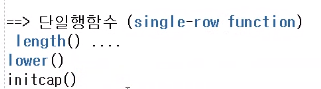 ==> 단일행함수 (single-row function)
length() ....
lower()
initcap()